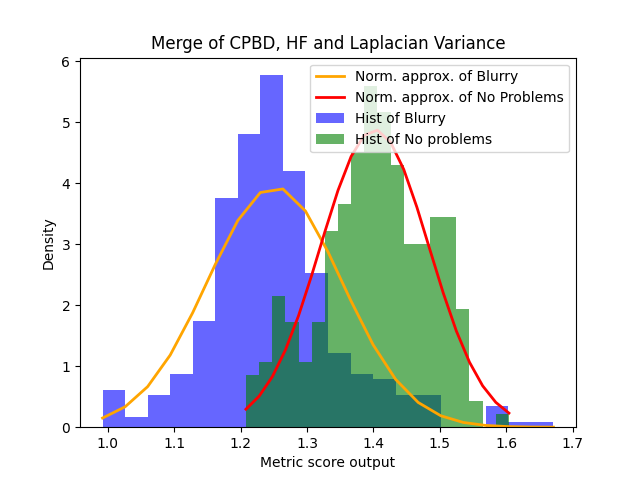 Merge of CPBD, HF and Laplacian Variance
Norm. approx. of Blurry
Norm. approx. of No Problems
Hist of Blurry
Hist of No problems
Density
6
5
4
3
2
1
0
1.0 1.1 1.2 1.3 1.4 1.5 1.6 1.7
Metric score output